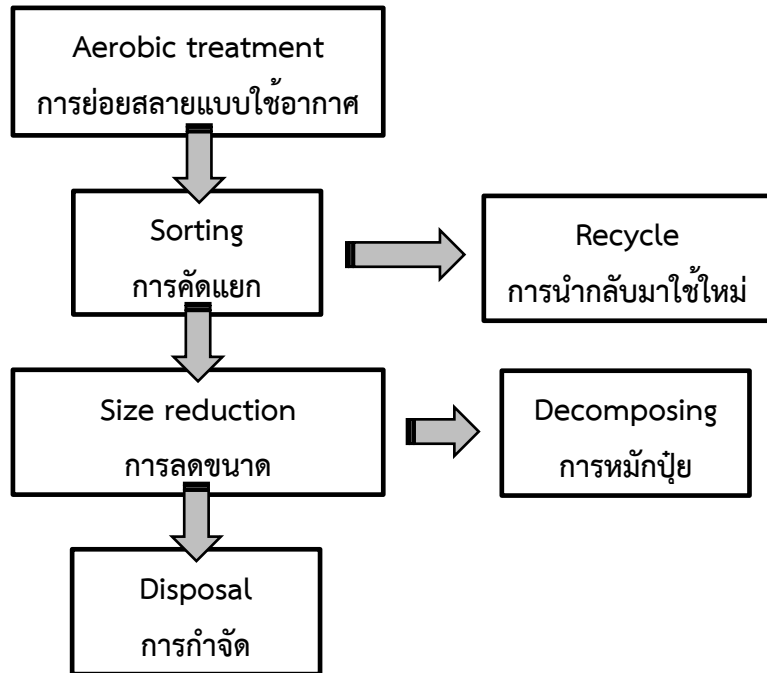 Aerobic treatment
การย่อยสลายแบบใช้อากาศ
Sorting
การคัดแยก
Recycle
การนำกลับมาใช้ใหม่
Size reduction
การลดขนาด
Decomposing
การหมักปุ๋ย
Disposal
การกำจัด